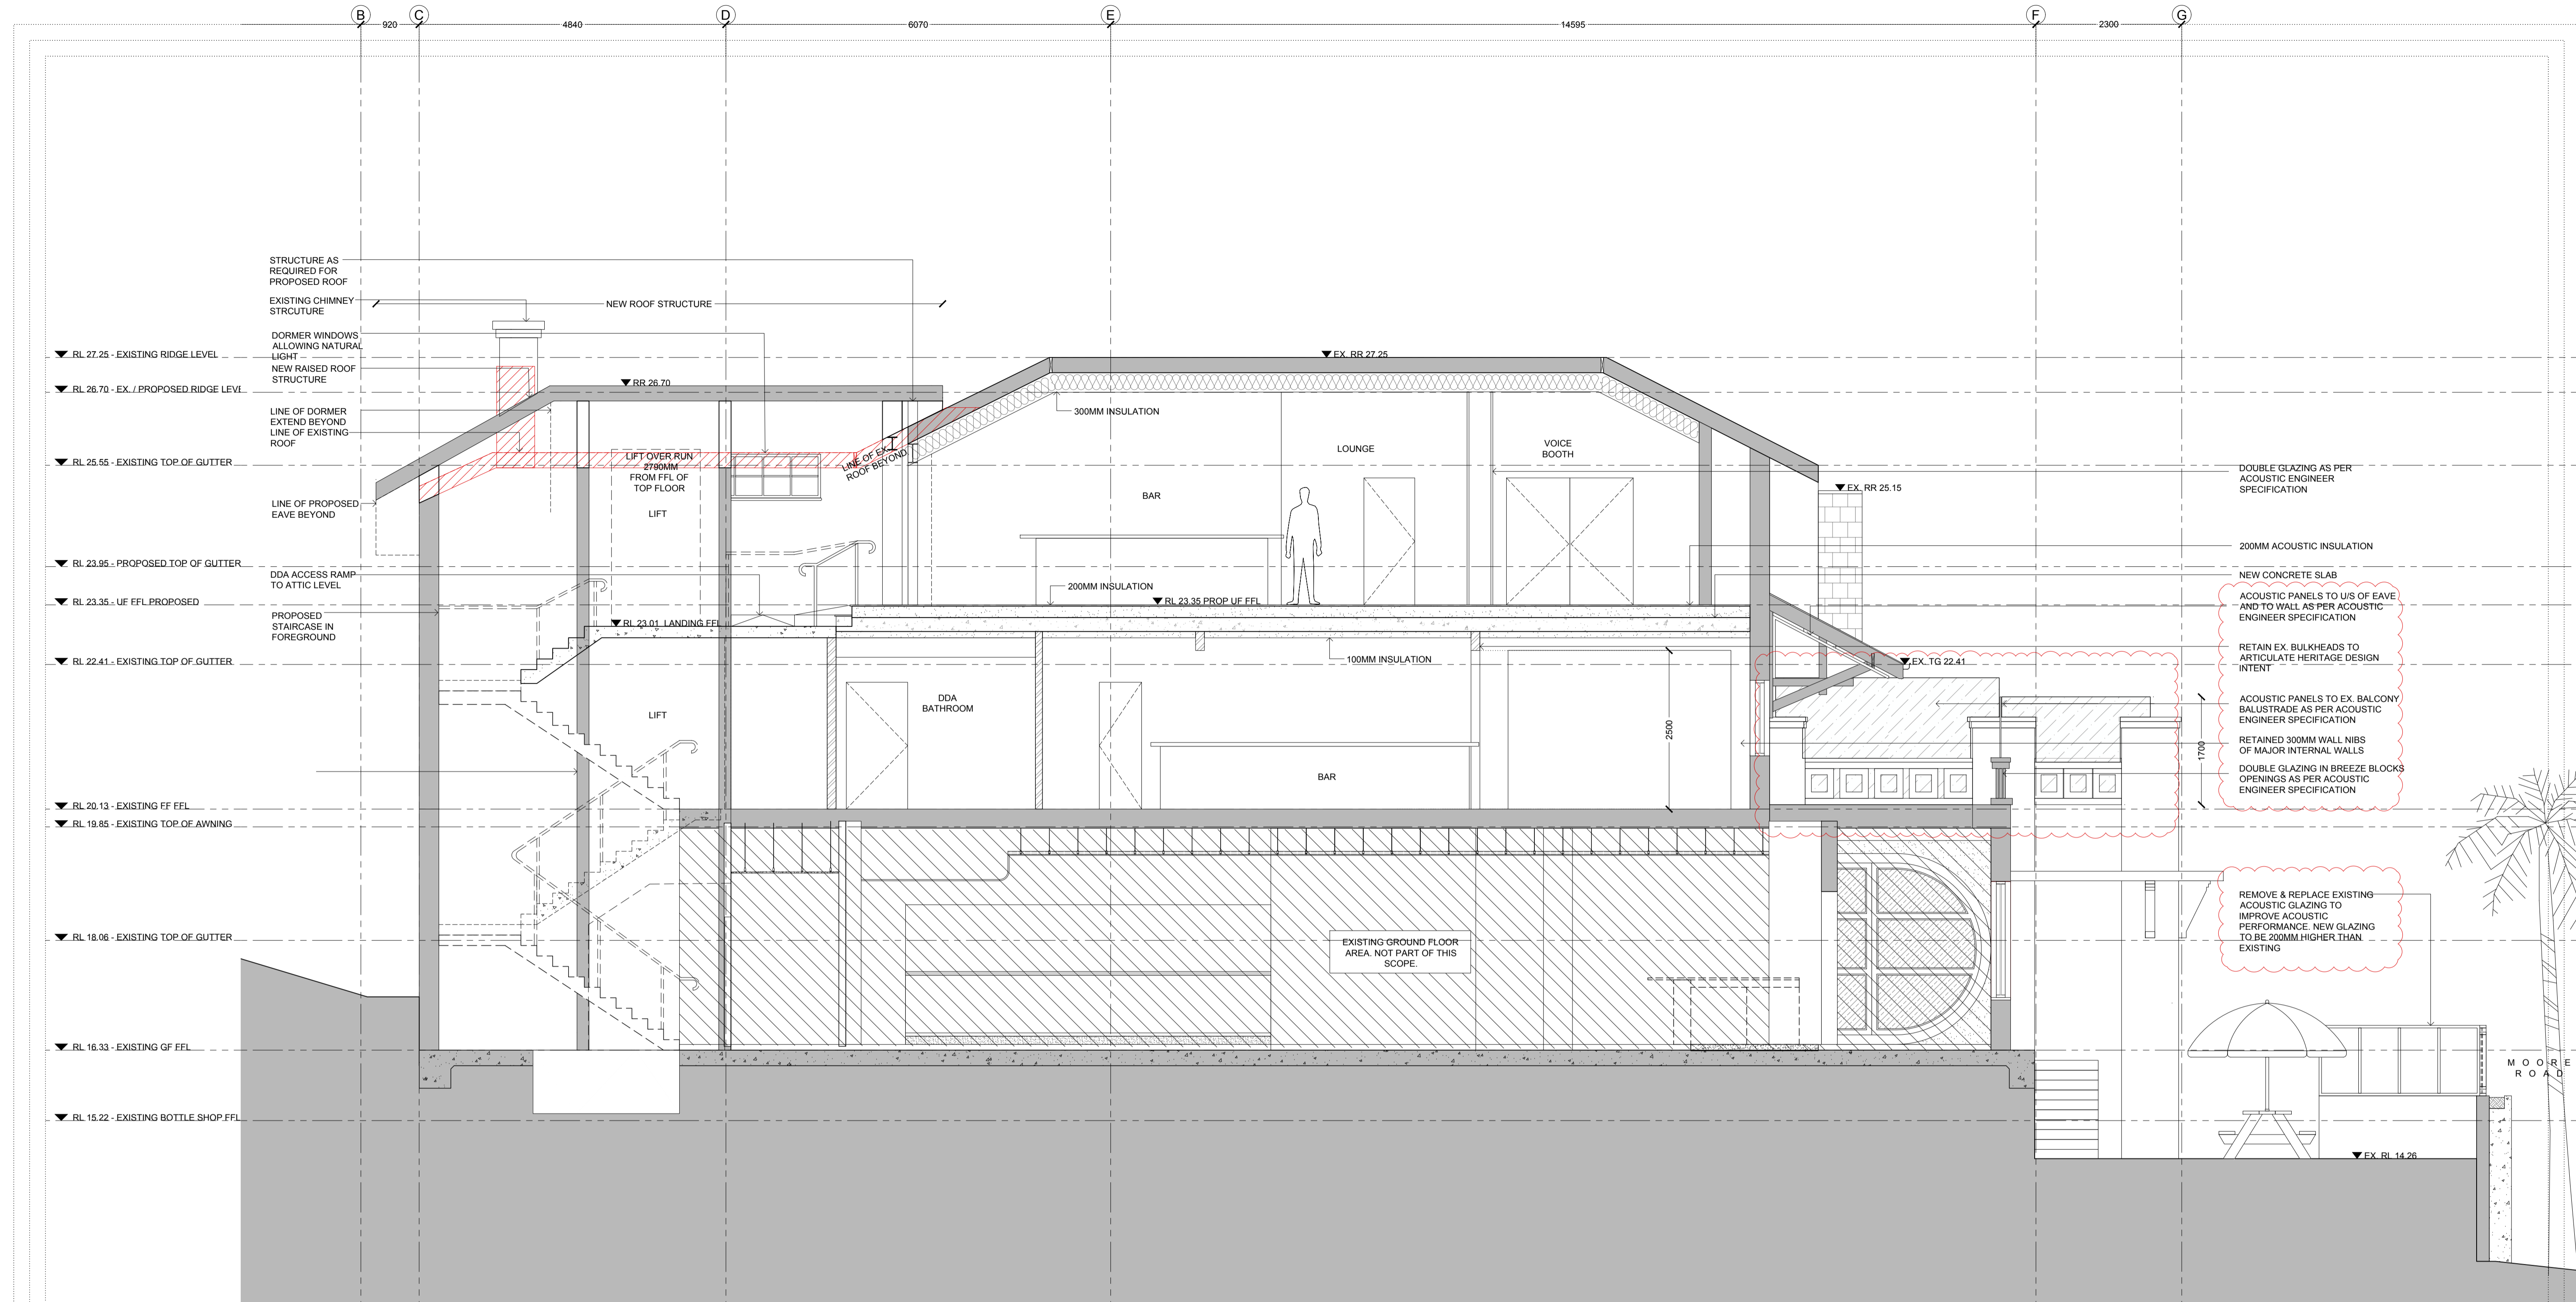 B
C
D
E
F
G
920
4840
6070
14595
2300
STRUCTURE AS
REQUIRED FOR
PROPOSED ROOF
EXISTING CHIMNEY
STRCUTURE
NEW ROOF STRUCTURE
DORMER WINDOWS
ALLOWING NATURAL
LIGHT
NEW RAISED ROOF
STRUCTURE
LINE OF DORMER
EXTEND BEYOND
LINE OF EXISTING
ROOF
LINE OF PROPOSED
EAVE BEYOND
DDA ACCESS RAMP
TO ATTIC LEVEL
PROPOSED
STAIRCASE IN
FOREGROUND
RL 27.25 - EXISTING RIDGE LEVEL
RL 26.70 - EX. / PROPOSED RIDGE LEVE
RL 25.55 - EXISTING TOP OF GUTTER
RL 23.95 - PROPOSED TOP OF GUTTER
RL 23.35 - UF FFL PROPOSED
RL 22.41 - EXISTING TOP OF GUTTER
RL 20.13 - EXISTING FF FFL
RL 19.85 - EXISTING TOP OF AWNING
RL 18.06 - EXISTING TOP OF GUTTER
RL 16.33 - EXISTING GF FFL
RL 15.22 - EXISTING BOTTLE SHOP FFL
RR 26.70
EX. RR 27.25
300MM INSULATION
LIFT OVER RUN
2790MM
FROM FFL OF
TOP FLOOR
LIFT
LINE OF EX.
ROOF BEYOND
BAR
LOUNGE
VOICE
BOOTH
EX. RR 25.15
200MM INSULATION
RL 23.35 PROP UF FFL
RL 23.01 LANDING FFL
100MM INSULATION
EX. TG 22.41
LIFT
DDA
BATHROOM
BAR
2500
1700
EXISTING GROUND FLOOR
AREA. NOT PART OF THIS
SCOPE.
DOUBLE GLAZING AS PER
ACOUSTIC ENGINEER
SPECIFICATION
200MM ACOUSTIC INSULATION
NEW CONCRETE SLAB
ACOUSTIC PANELS TO U/S OF EAVE
AND TO WALL AS PER ACOUSTIC
ENGINEER SPECIFICATION
RETAIN EX. BULKHEADS TO
ARTICULATE HERITAGE DESIGN
INTENT
ACOUSTIC PANELS TO EX. BALCONY
BALUSTRADE AS PER ACOUSTIC
ENGINEER SPECIFICATION
RETAINED 300MM WALL NIBS
OF MAJOR INTERNAL WALLS
DOUBLE GLAZING IN BREEZE BLOCKS
OPENINGS AS PER ACOUSTIC
ENGINEER SPECIFICATION
REMOVE & REPLACE EXISTING
ACOUSTIC GLAZING TO
IMPROVE ACOUSTIC
PERFORMANCE. NEW GLAZING
TO BE 200MM HIGHER THAN
EXISTING
MOORE
ROAD
EX. RL 14.26